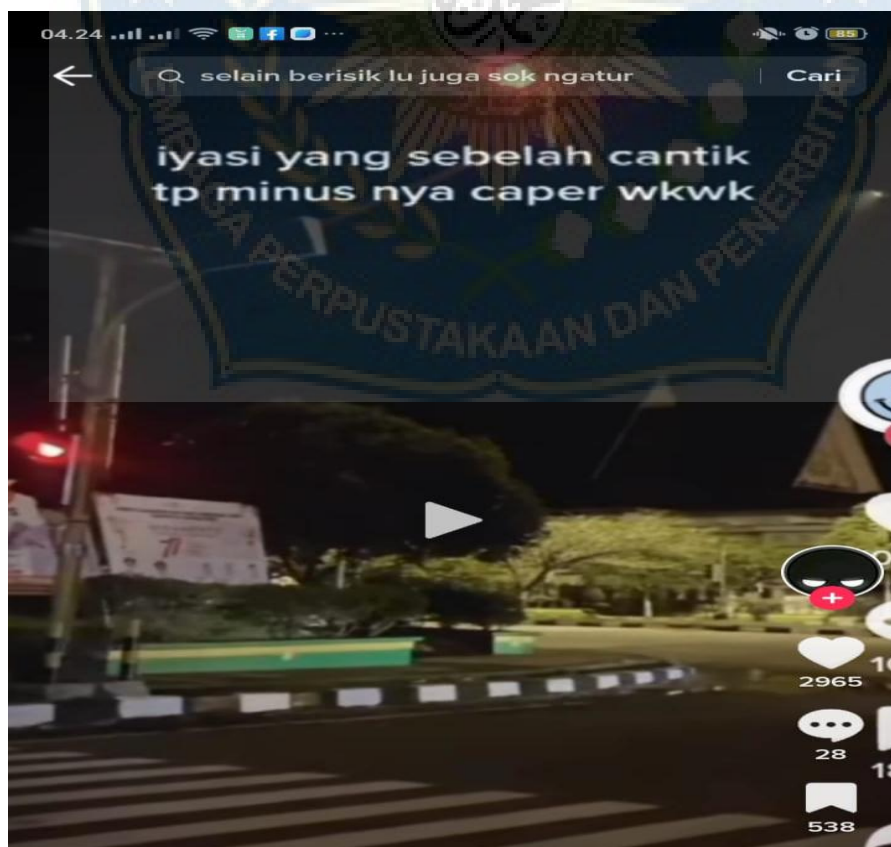 04.24
85
selain berisik lu juga sok ngatur
Cari
iyasi yang sebelah cantik
tp minus nya caper wkwk
LEMBAGA PERPUSTAKAAN DAN PENERBITAN
2965
28
538